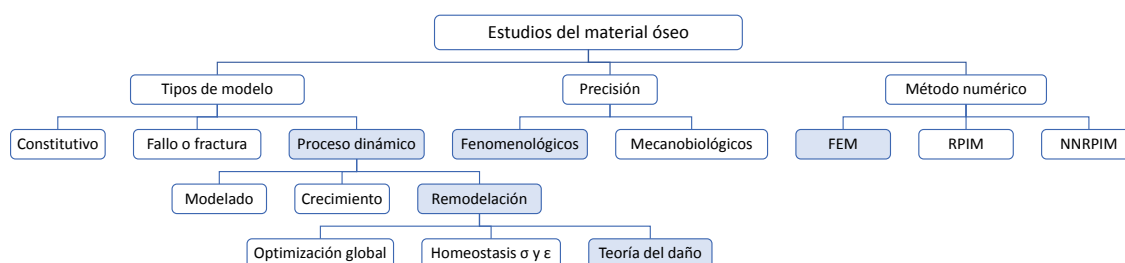 Estudios del material óseo
Tipos de modelo
Precisión
Método numérico
Constitutivo
Fallo o fractura
Proceso dinámico
Fenomenológicos
Mecanobiológicos
FEM
RPIM
NNRPIM
Modelado
Crecimiento
Remodelación
Optimización global
Homeostasis σ y ε
Teoría del daño